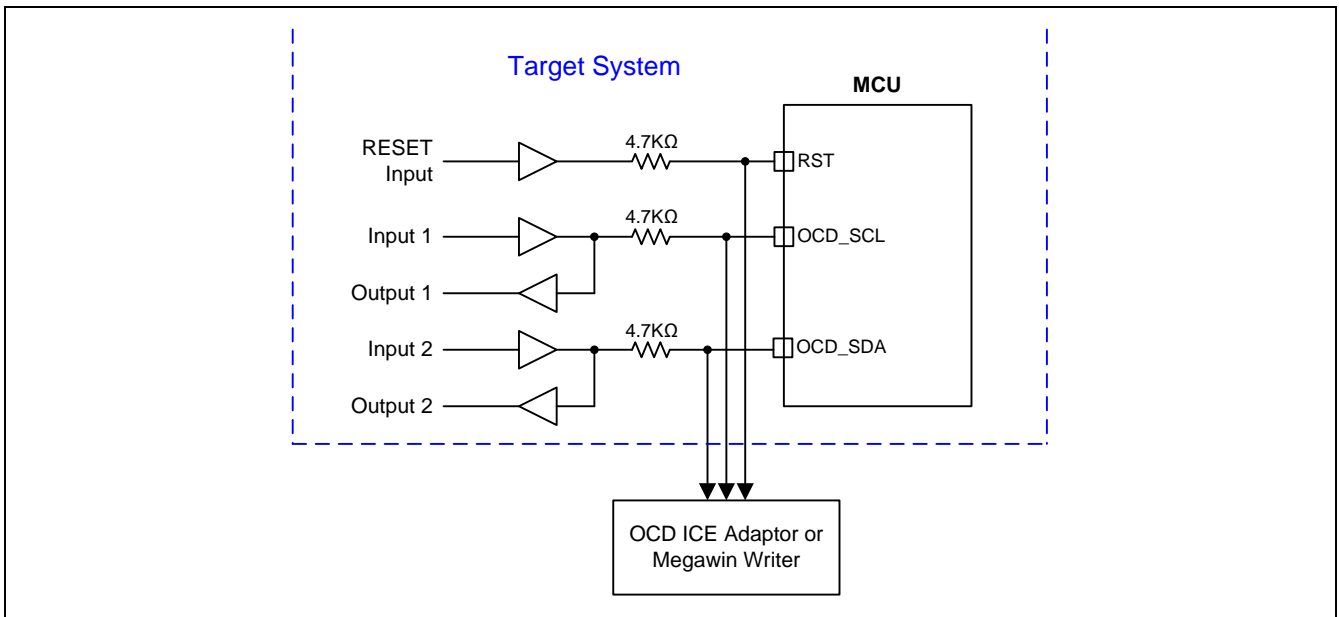 Target System
MCU
RESET
Input
4.7KΩ
RST
Input 1
4.7KΩ
OCD_SCL
Output 1
Input 2
4.7KΩ
OCD_SDA
Output 2
OCD ICE Adaptor or
Megawin Writer